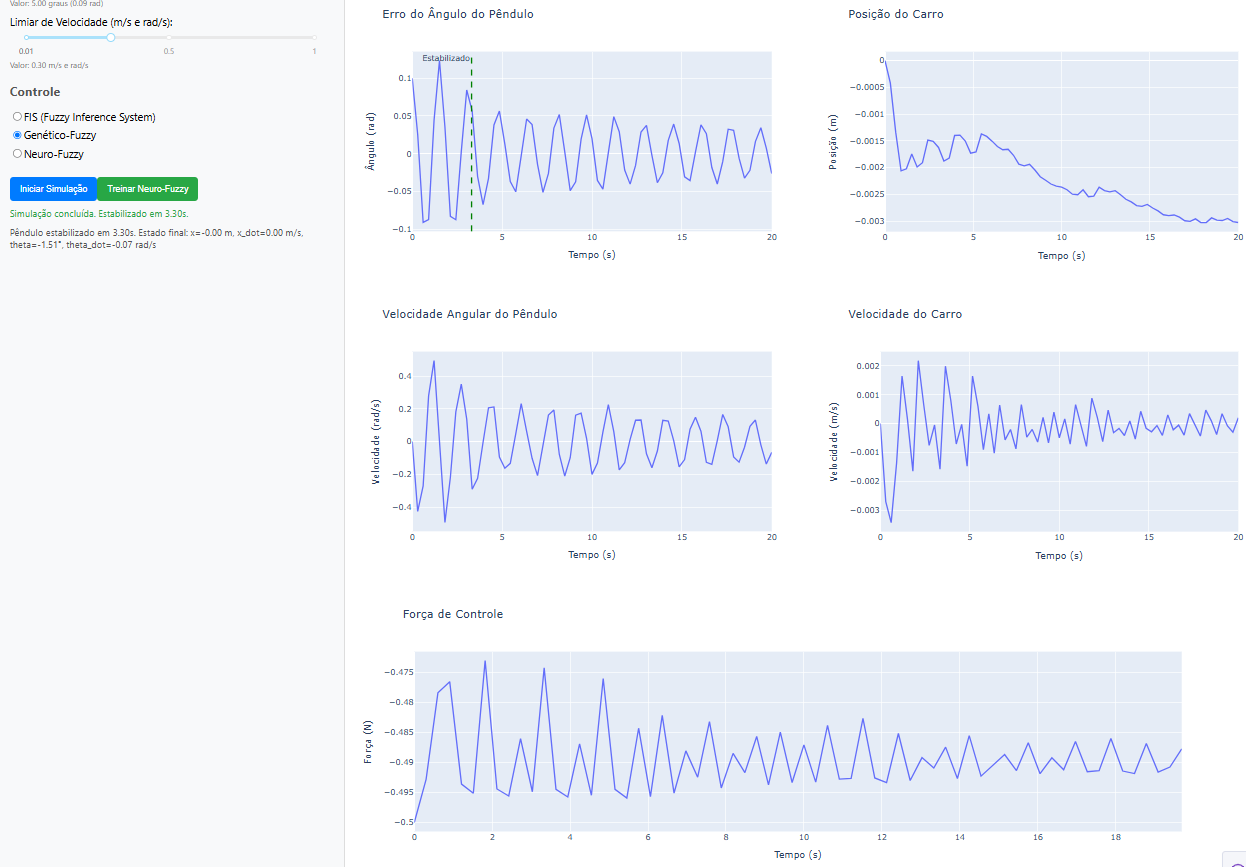 Valor: 5.00 graus (0.09 rad)
Limiar de Velocidade (m/s e rad/s):
0.01 0.5 1
Valor: 0.30 m/s e rad/s
Controle
FIS (Fuzzy Inference System)
Genético-Fuzzy
Neuro-Fuzzy
Iniciar Simulação Treinar Neuro-Fuzzy
Simulação concluída. Estabilizado em 3.30s.
Pêndulo estabilizado em 3.30s. Estado final: x=-0.00 m, x_dot=0.00 m/s,
theta=-1.51°, theta_dot=-0.07 rad/s
Erro do Ângulo do Pêndulo
Estabilizado
0.1
0.05
0
−0.05
−0.1
Ângulo (rad)
0 5 10 15 20
Tempo (s)
Posição do Carro
0
−0.0005
−0.001
−0.0015
−0.002
−0.0025
−0.003
Posição (m)
0 5 10 15 20
Tempo (s)
Velocidade Angular do Pêndulo
0.4
0.2
0
−0.2
−0.4
Velocidade (rad/s)
0 5 10 15 20
Tempo (s)
Velocidade do Carro
0.002
0.001
0
−0.001
−0.002
−0.003
Velocidade (m/s)
0 5 10 15 20
Tempo (s)
Força de Controle
−0.475
−0.48
−0.485
−0.49
−0.495
−0.5
Força (N)
0 2 4 6 8 10 12 14 16 18
Tempo (s)